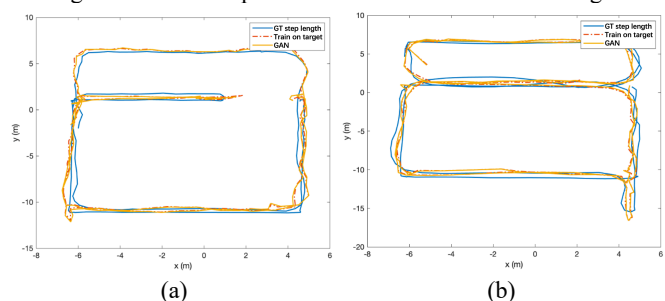 GT step length
Train on target
GAN
10
5
0
-5
-10
-15
y (m)
-8 -6 -4 -2 0 2 4 6
x (m)
(a)
GT step length
Train on target
GAN
10
5
0
-5
-10
-15
-20
y (m)
-8 -6 -4 -2 0 2 4 6
x (m)
(b)